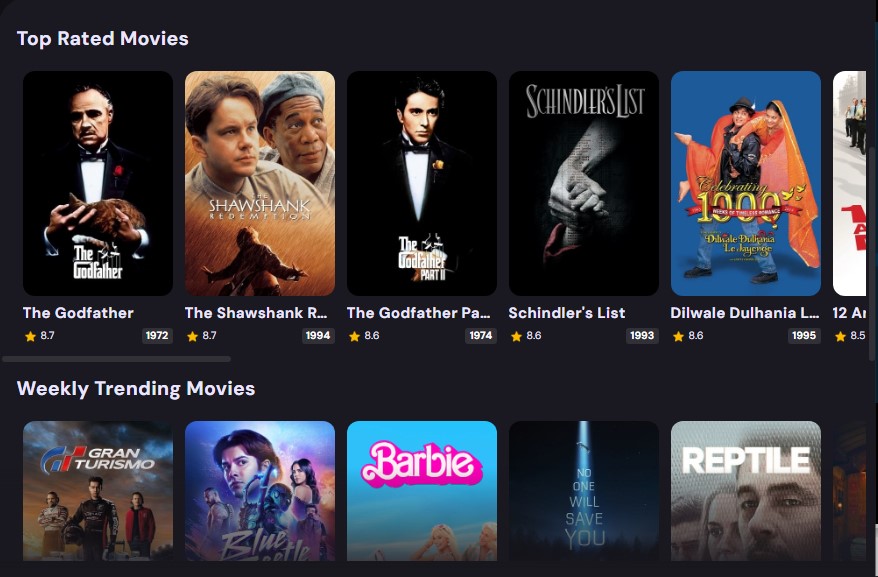 Top Rated Movies
The
Godfather
THE
SHAWSHANK
REDEMPTION
The
Godfather
PART II
SCHINDLER'S LIST
Celebrating
1000
WEEKS OF TIMELESS ROMANCE
Dilwale Dulhania
Le Jayenge
The Godfather
8.7
1972
The Shawshank R...
8.7
1994
The Godfather Pa...
8.6
1974
Schindler's List
8.6
1993
Dilwale Dulhania L...
8.6
1995
12 A
8.5
Weekly Trending Movies
GRAN
TURISMO
Blue
Barbie
NO
ONE
WILL
SAVE
YOU
REPTILE